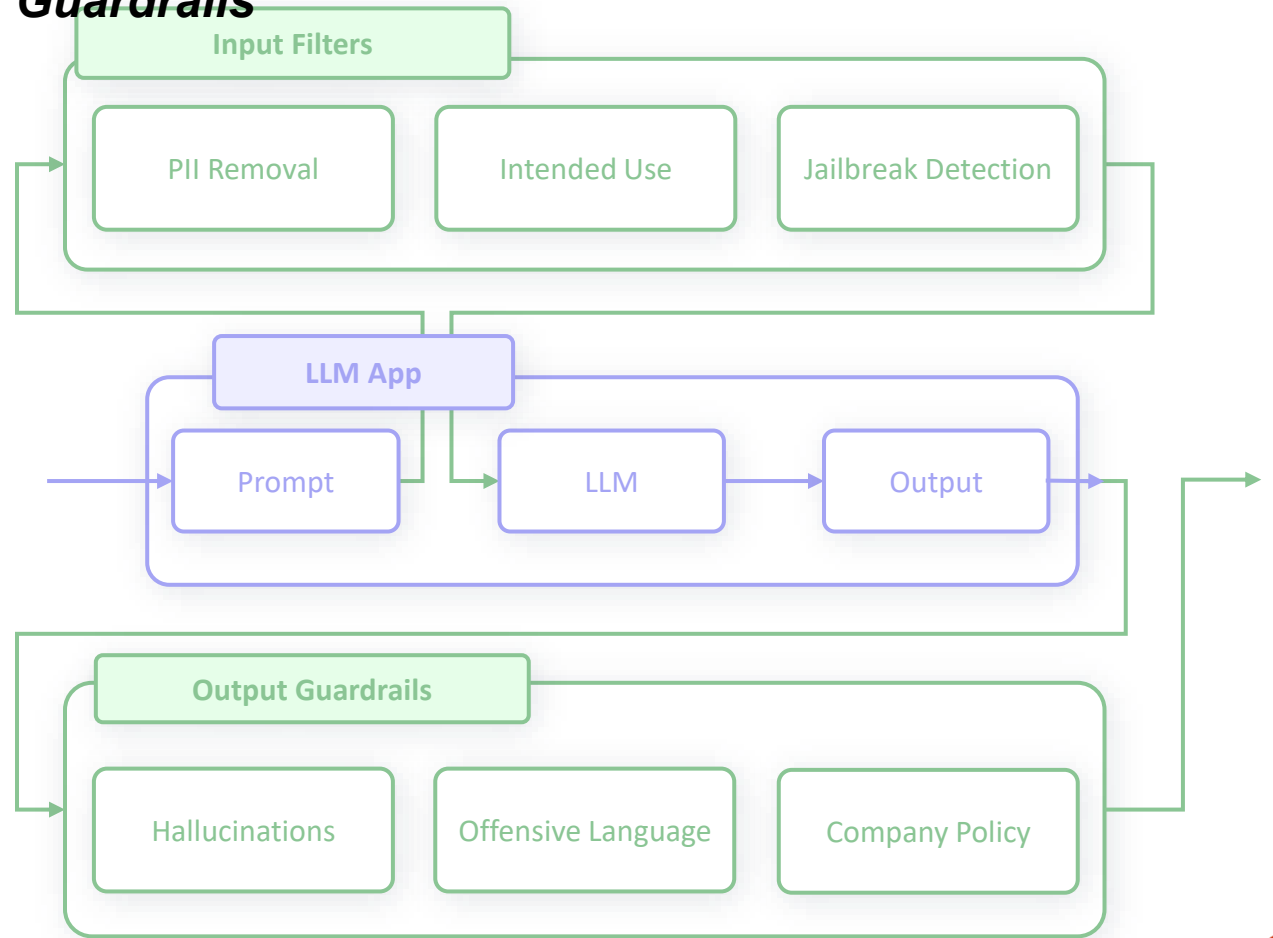 Guardrails
Input Filters
PII Removal
Intended Use
Jailbreak Detection
LLM App
Prompt
LLM
Output
Output Guardrails
Hallucinations
Offensive Language
Company Policy